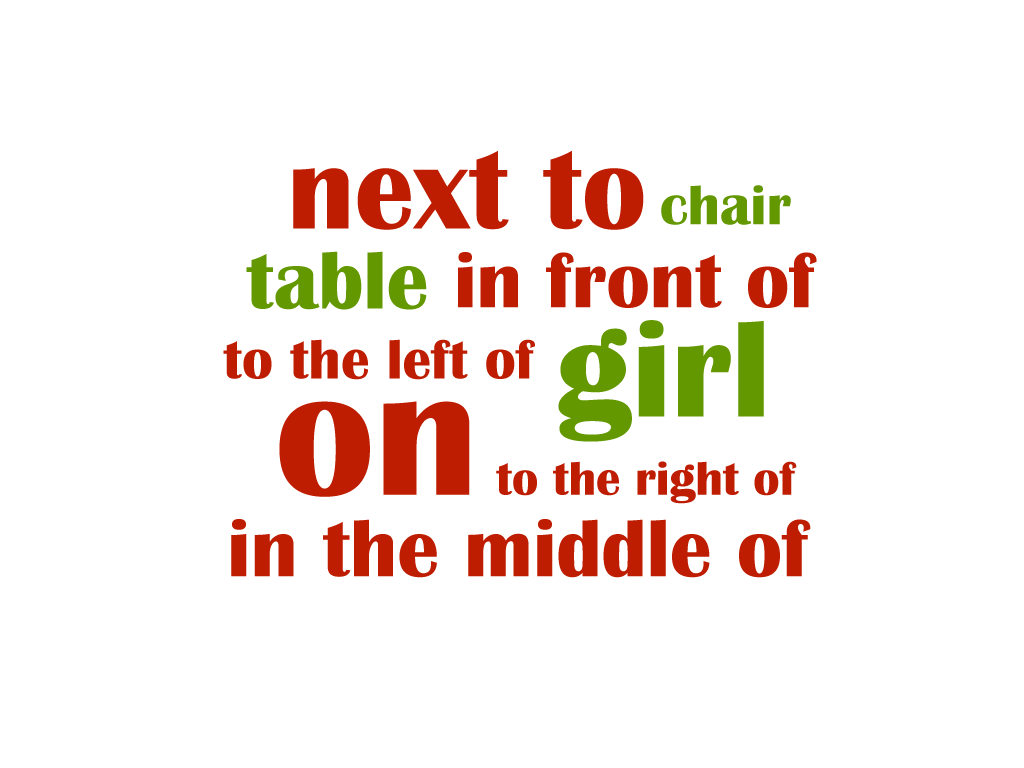 next to chair
table in front of
to the left of girl
on to the right of
in the middle of